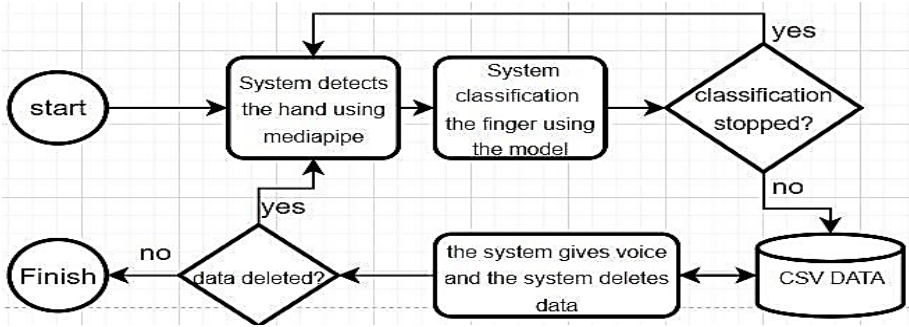 start
System detects
the hand using
mediapipe
System
classification
the finger using
the model
classification
stopped?
yes
no
CSV DATA
the system gives voice
and the system deletes
data
data deleted?
yes
no
Finish